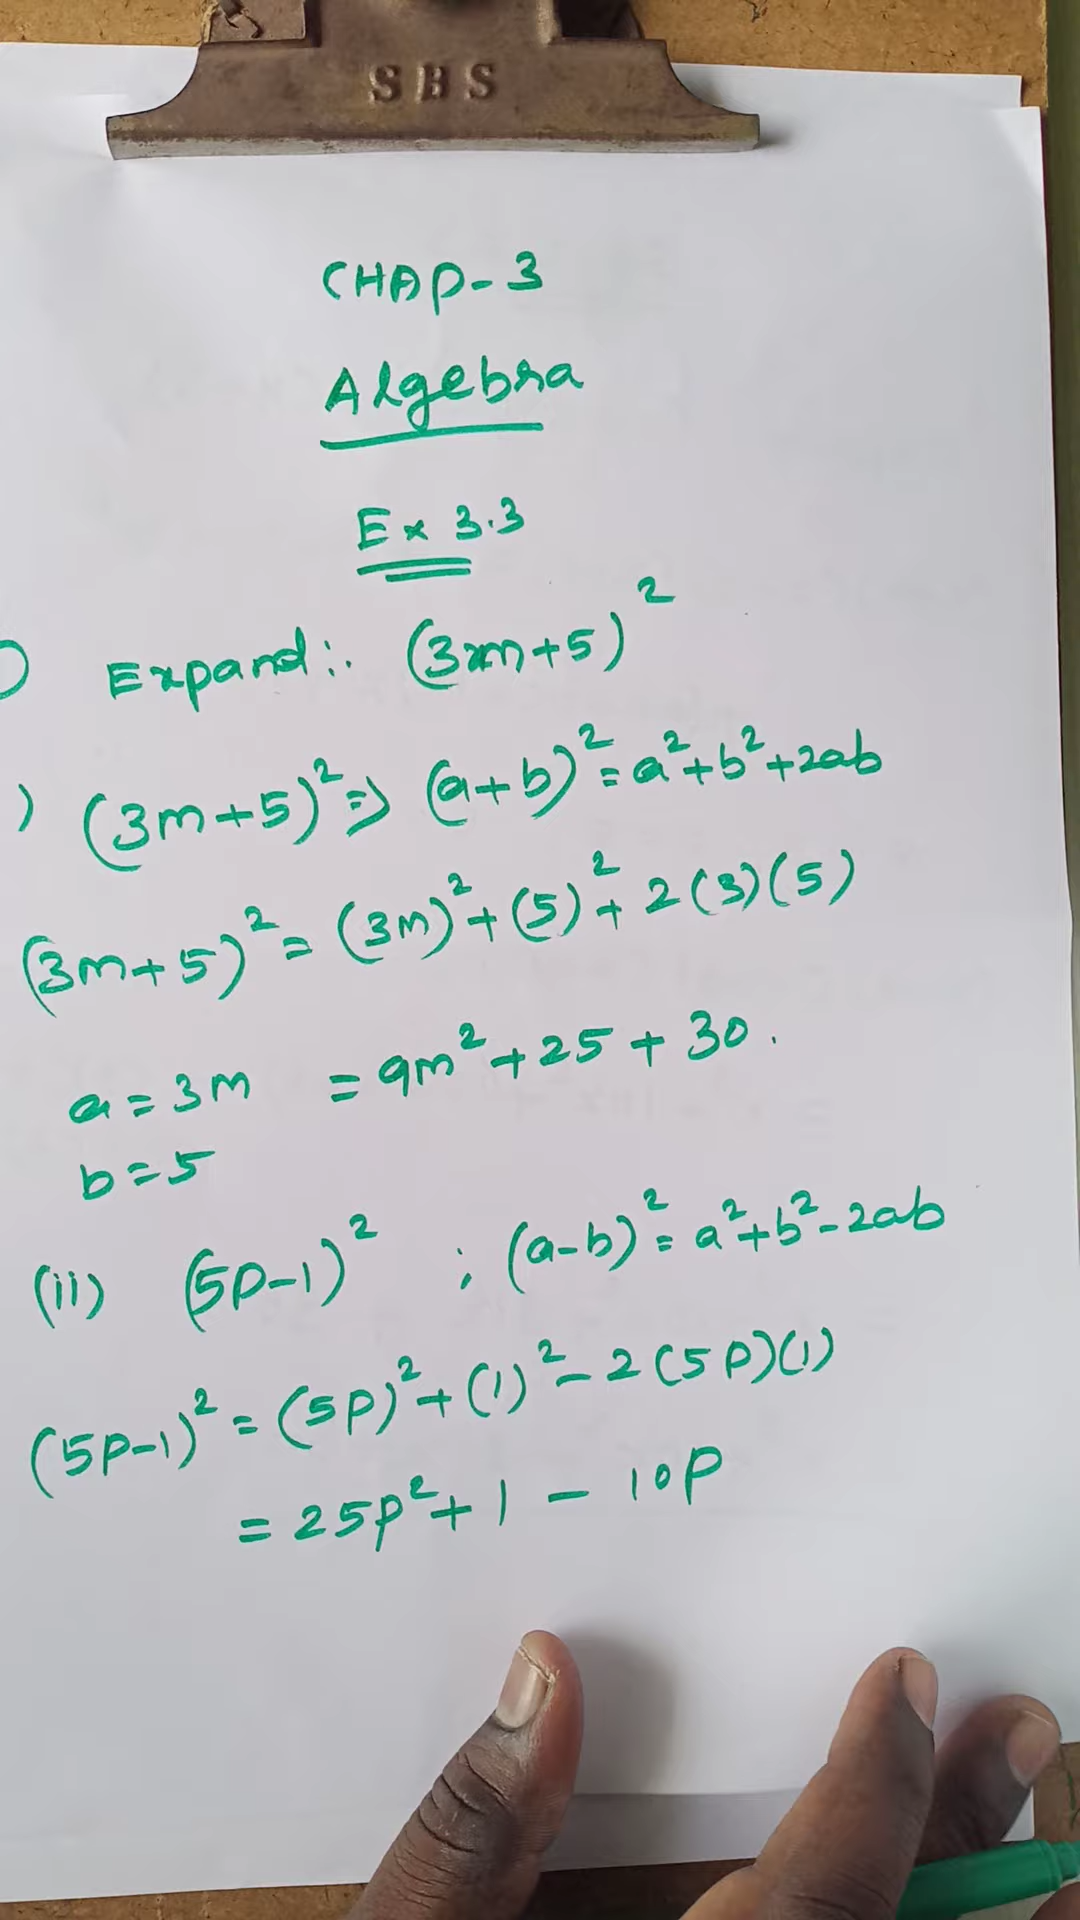 SBS
CHAP-3
Algebra
Ex 3.3
Expand:. (3m+5)²
) (3m+5)² => (a+b)² = a²+b²+2ab
(3m+5)² = (3m)² + (5)² + 2(3)(5)
a = 3m = 9m² + 25 + 30.
b = 5
(ii) (5p-1)² ; (a-b)² = a²+b²-2ab
(5p-1)² = (5p)² + (1)² - 2(5p)(1)
= 25p² + 1 - 10p